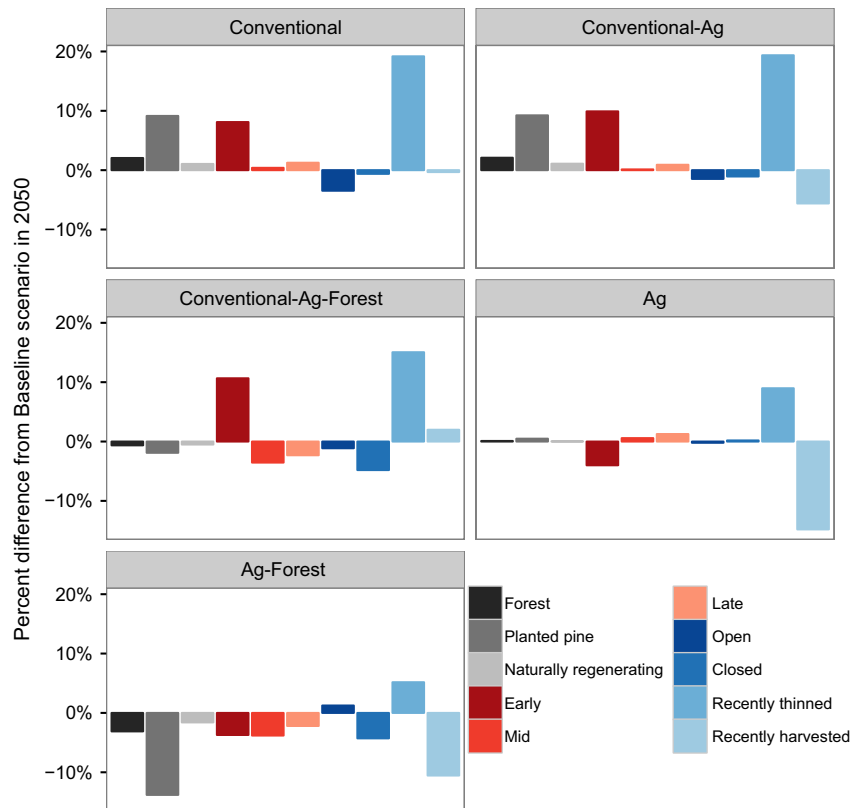 Percent difference from Baseline scenario in 2050
Conventional
Conventional-Ag
20%
10%
0%
−10%
Conventional-Ag-Forest
Ag
20%
10%
0%
−10%
Ag-Forest
20%
10%
0%
−10%
Forest
Planted pine
Naturally regenerating
Early
Mid
Late
Open
Closed
Recently thinned
Recently harvested